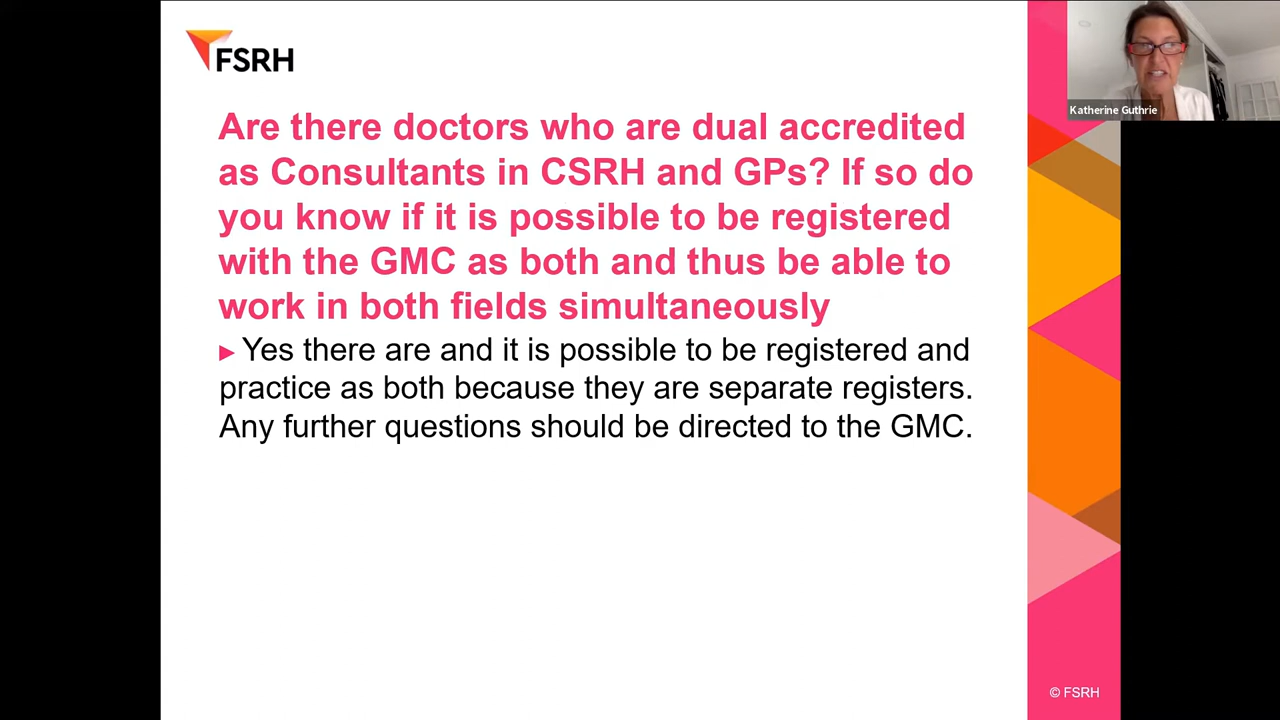 FSRH
Katherine Guthrie
Are there doctors who are dual accredited
as Consultants in CSRH and GPs? If so do
you know if it is possible to be registered
with the GMC as both and thus be able to
work in both fields simultaneously
► Yes there are and it is possible to be registered and
practice as both because they are separate registers.
Any further questions should be directed to the GMC.
© FSRH